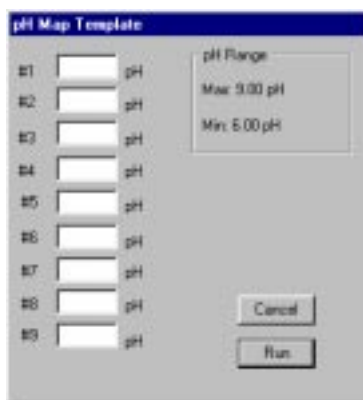 pH Map Template
#1 pH
#2 pH
#3 pH
#4 pH
#5 pH
#6 pH
#7 pH
#8 pH
#9 pH
pH Range
Max: 9.00 pH
Min: 6.00 pH
Cancel
Run